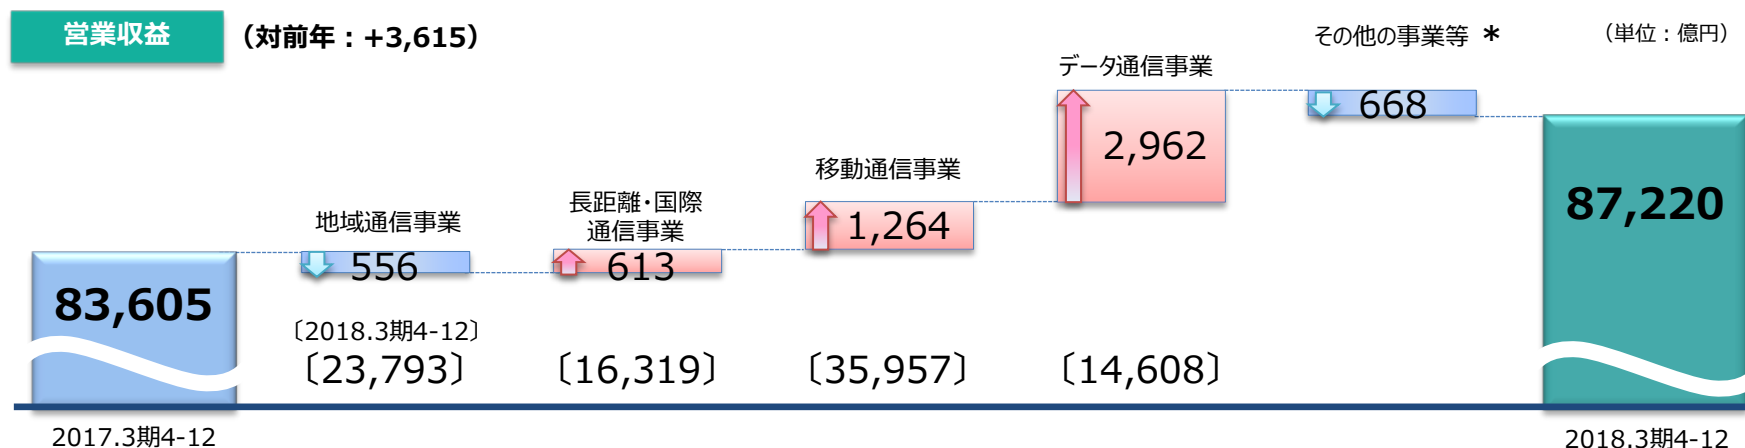 営業収益
（対前年：+3,615）
（単位：億円）
その他の事業等 *
データ通信事業
668
2,962
移動通信事業
87,220
長距離・国際
通信事業
地域通信事業
1,264
556
613
83,605
〔2018.3期4-12〕
〔23,793〕
〔16,319〕
〔35,957〕
〔14,608〕
2017.3期4-12
2018.3期4-12